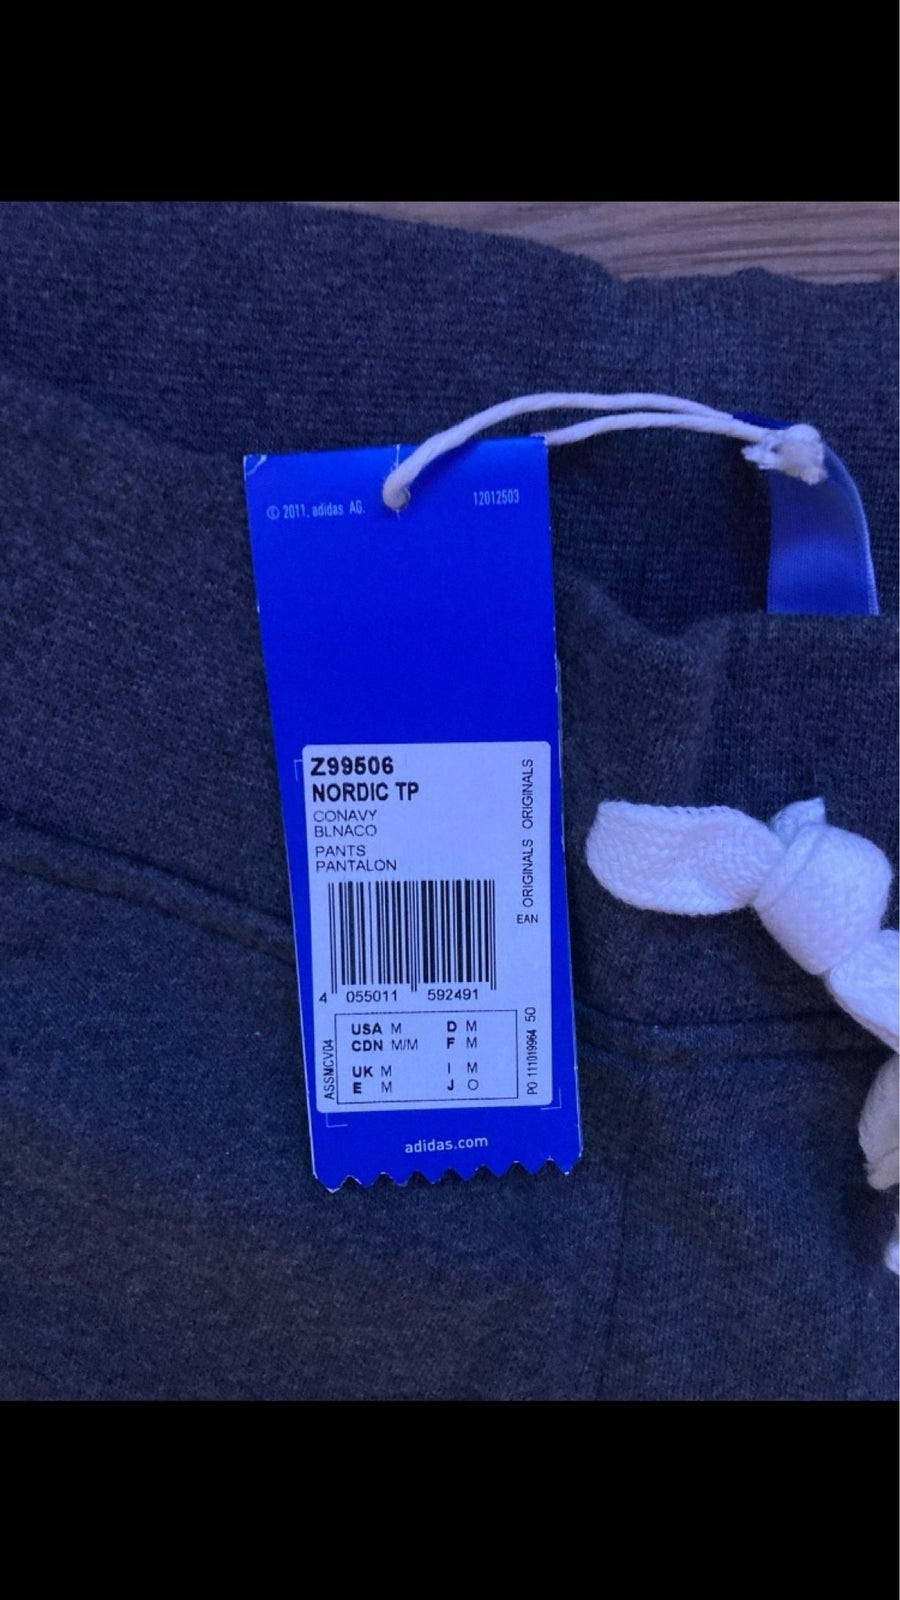 © 2011, adidas AG.
12012503
Z99506
NORDIC TP
CONAVY
BLNACO
PANTS
PANTALON
ORIGINALS ORIGINALS
EAN
4 055011 592491
USA M D M
CDN M/M F M
UK M I M
E M J O
ASSMCV04
PO 111019964 50
adidas.com